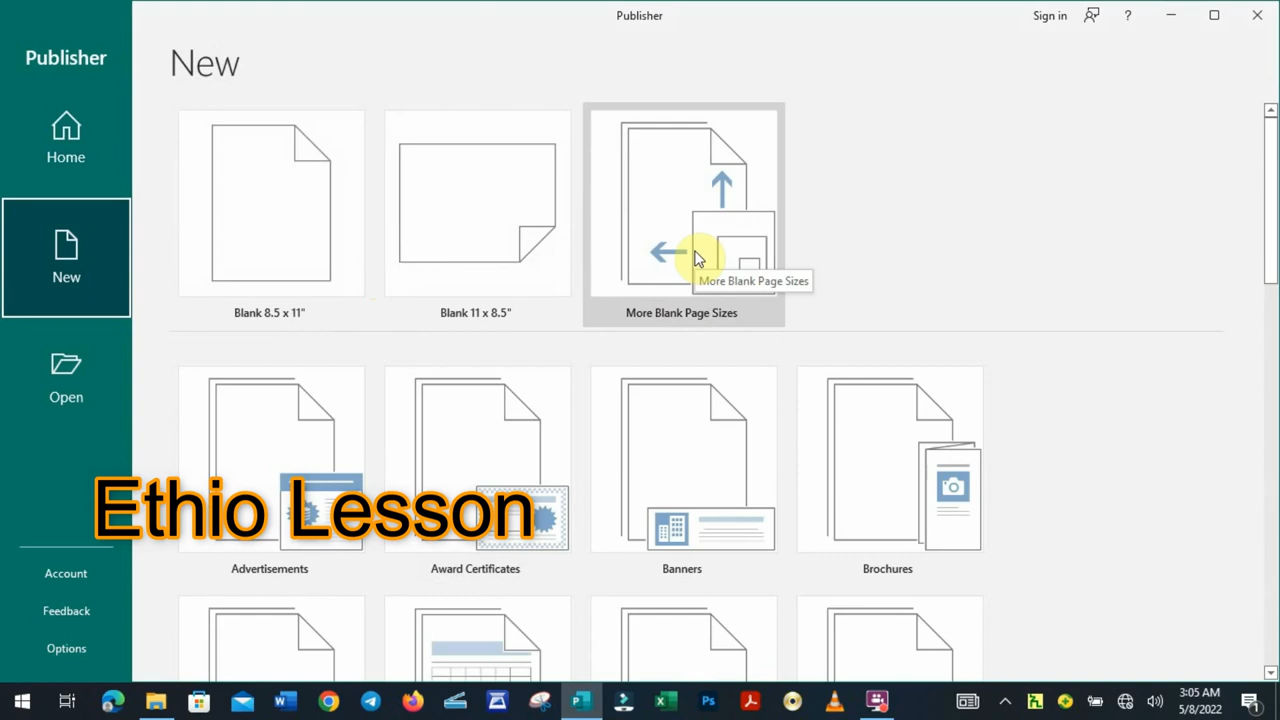 Publisher
Sign in
?
Publisher
New
Home
New
Open
Blank 8.5 x 11"
Blank 11 x 8.5"
More Blank Page Sizes
More Blank Page Sizes
Advertisements
Award Certificates
Banners
Brochures
Ethio Lesson
Account
Feedback
Options
3:05 AM
5/8/2022